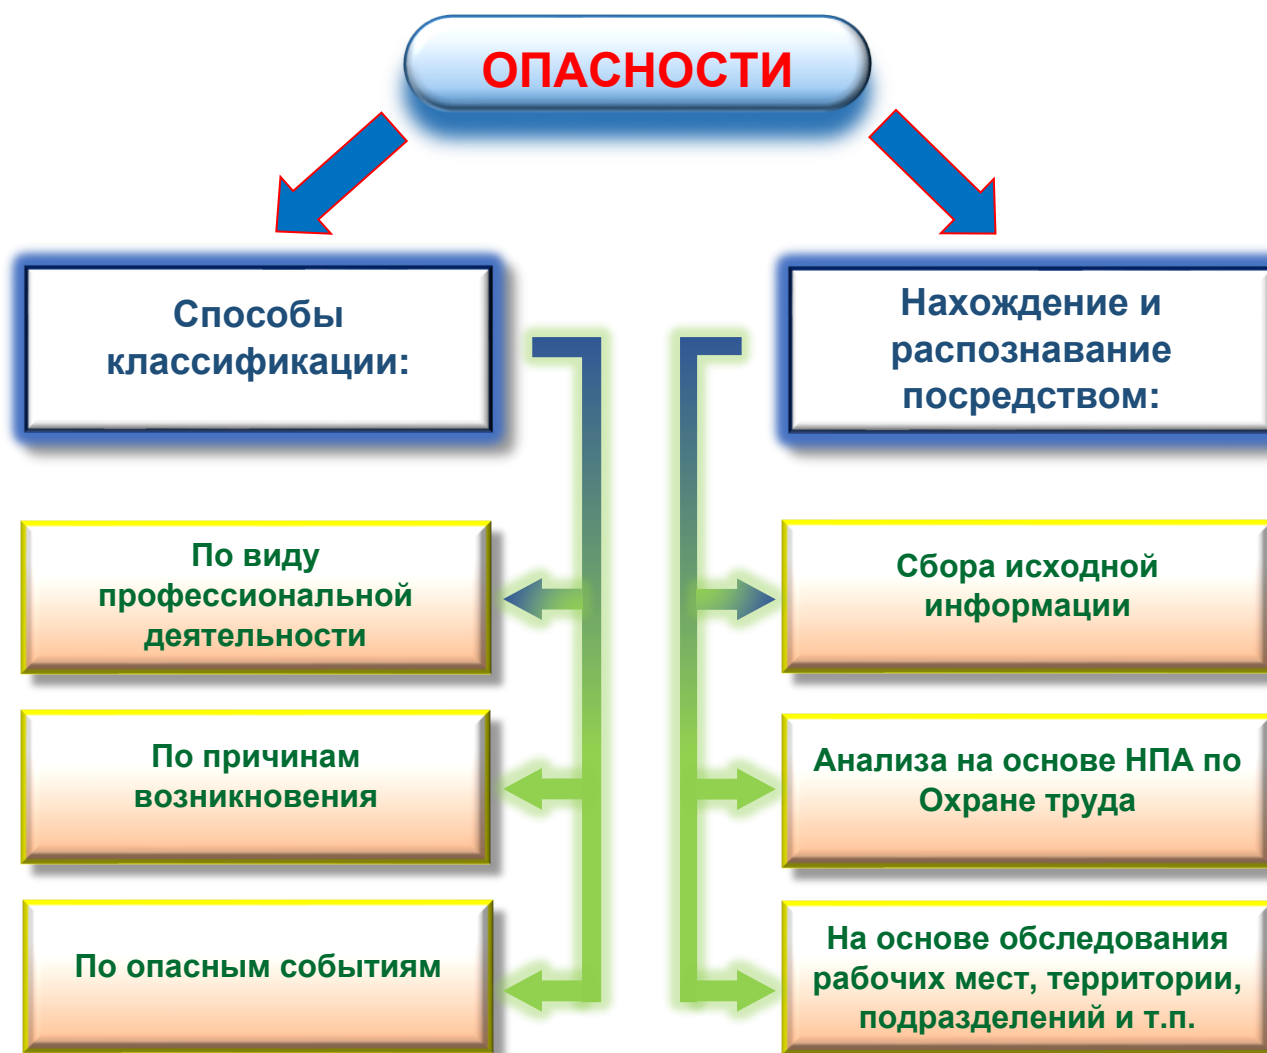 ОПАСНОСТИ
Способы
классификации:
По виду
профессиональной
деятельности
По причинам
возникновения
По опасным событиям
Нахождение и
распознавание
посредством:
Сбора исходной
информации
Анализа на основе НПА по
Охране труда
На основе обследования
рабочих мест, территории,
подразделений и т.п.